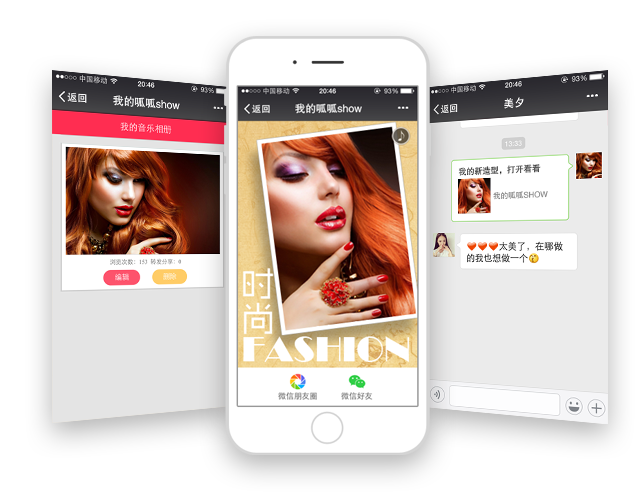 中国移动 20:46 93%
返回 我的呱呱show
我的音乐相册
浏览次数：151 转发分享：0
编辑 删除
中国移动 20:46 93%
返回 我的呱呱show
时尚
FASHION
微信朋友圈 微信好友
中国移动 20:46 93%
返回 美夕
13:33
我的新造型，打开看看
我的呱呱SHOW
太美了，在哪做
的我也想做一个